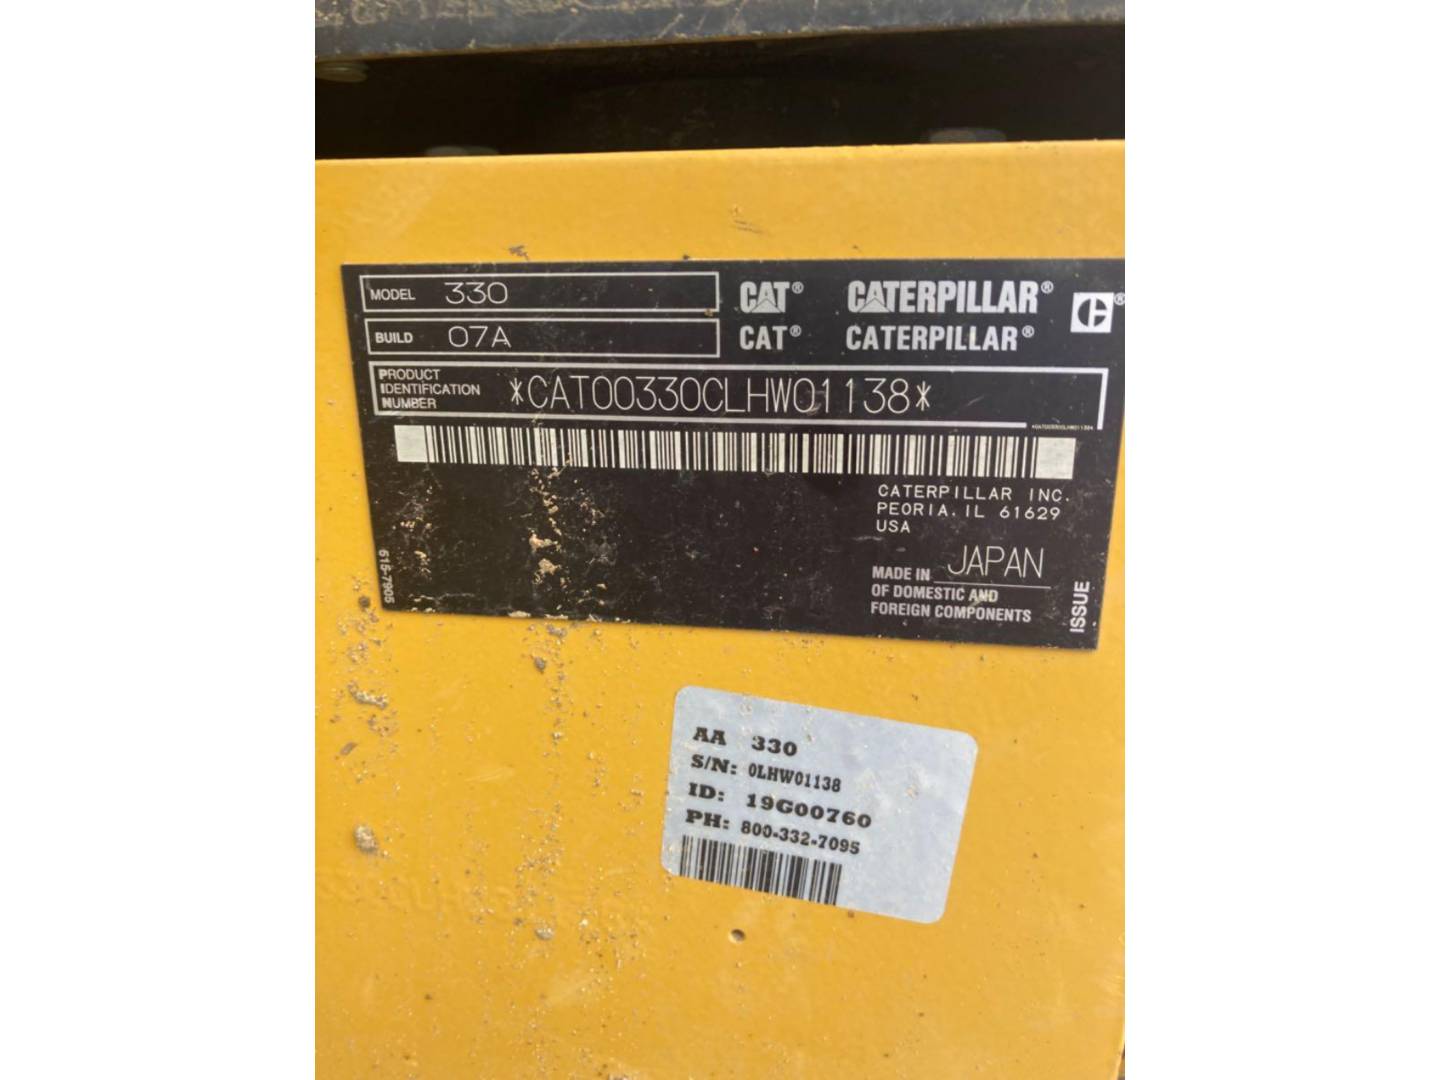 MODEL 330
BUILD 07A
CAT® CATERPILLAR® C®
CAT® CATERPILLAR®
PRODUCT
IDENTIFICATION
NUMBER
*CAT00330CLHW01138*
*CAT00330CLHW01138*
CATERPILLAR INC.
PEORIA, IL 61629
USA
MADE IN JAPAN
OF DOMESTIC AND
FOREIGN COMPONENTS
615-7905
ISSUE
AA 330
S/N: 0LHW01138
ID: 19G00760
PH: 800-332-7095